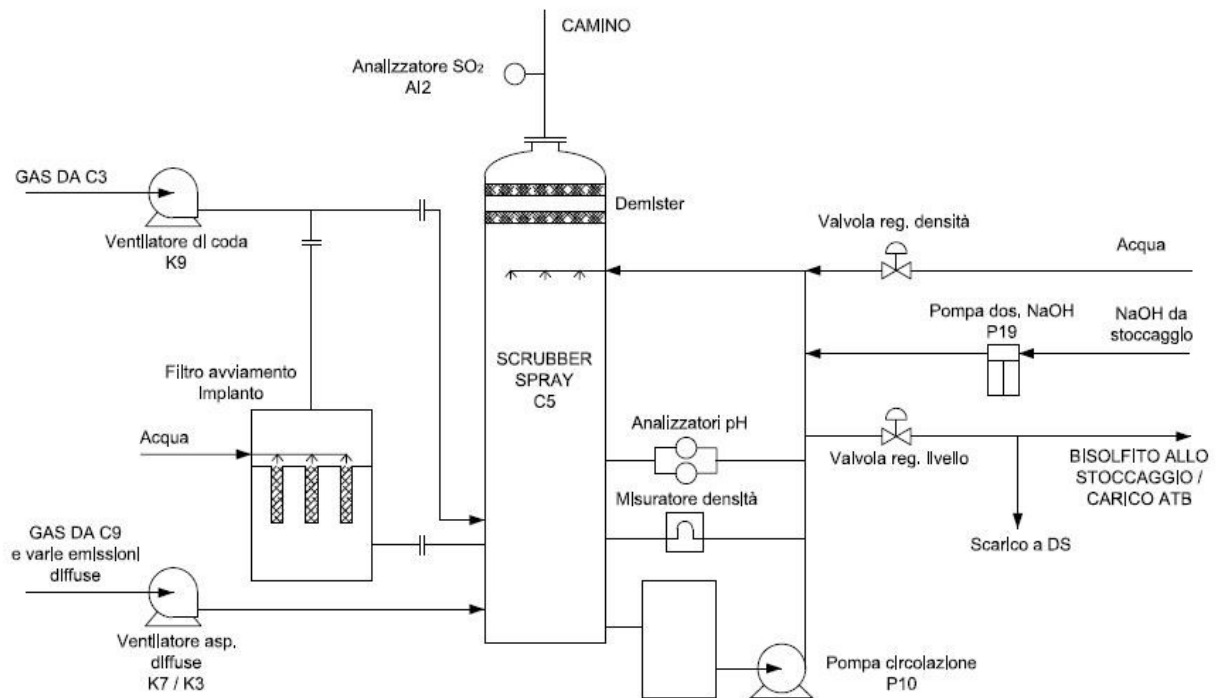 CAMINO
Analizzatore SO₂
AI2
GAS DA C3
Ventilatore di coda
K9
Demister
Valvola reg. densità
Acqua
Pompa dos. NaOH
P19
NaOH da
stoccaggio
SCRUBBER
SPRAY
C5
Filtro avviamento
Impianto
Acqua
Analizzatori pH
Valvola reg. livello
BISOLFITO ALLO
STOCCAGGIO /
CARICO ATB
Misuratore densità
Scarico a DS
GAS DA C9
e varie emissioni
diffuse
Ventilatore asp.
diffuse
K7 / K3
Pompa circolazione
P10